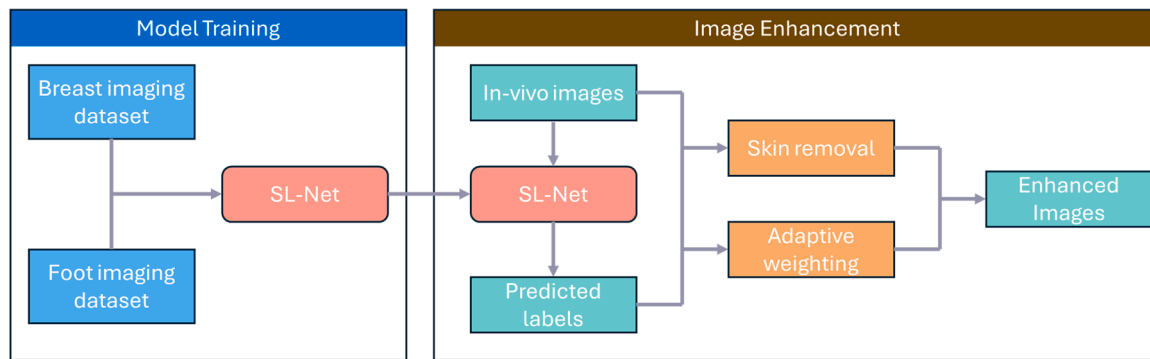 Model Training
Breast imaging
dataset
SL-Net
Foot imaging
dataset
Image Enhancement
In-vivo images
SL-Net
Predicted
labels
Skin removal
Adaptive
weighting
Enhanced
Images